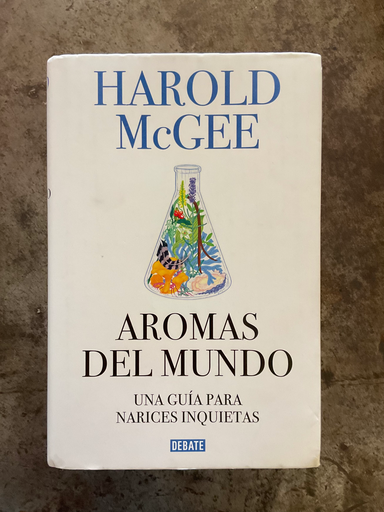 HAROLD
McGEE
AROMAS
DEL MUNDO
UNA GUÍA PARA
NARICES INQUIETAS
DEBATE